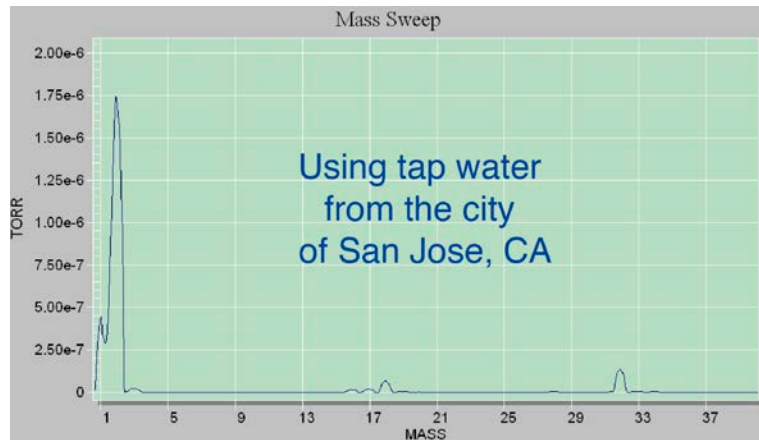 Mass Sweep
2.00e-6
1.75e-6
1.50e-6
1.25e-6
1.00e-6
7.50e-7
5.00e-7
2.50e-7
0
TORR
Using tap water
from the city
of San Jose, CA
1 5 9 13 17 21 25 29 33 37
MASS